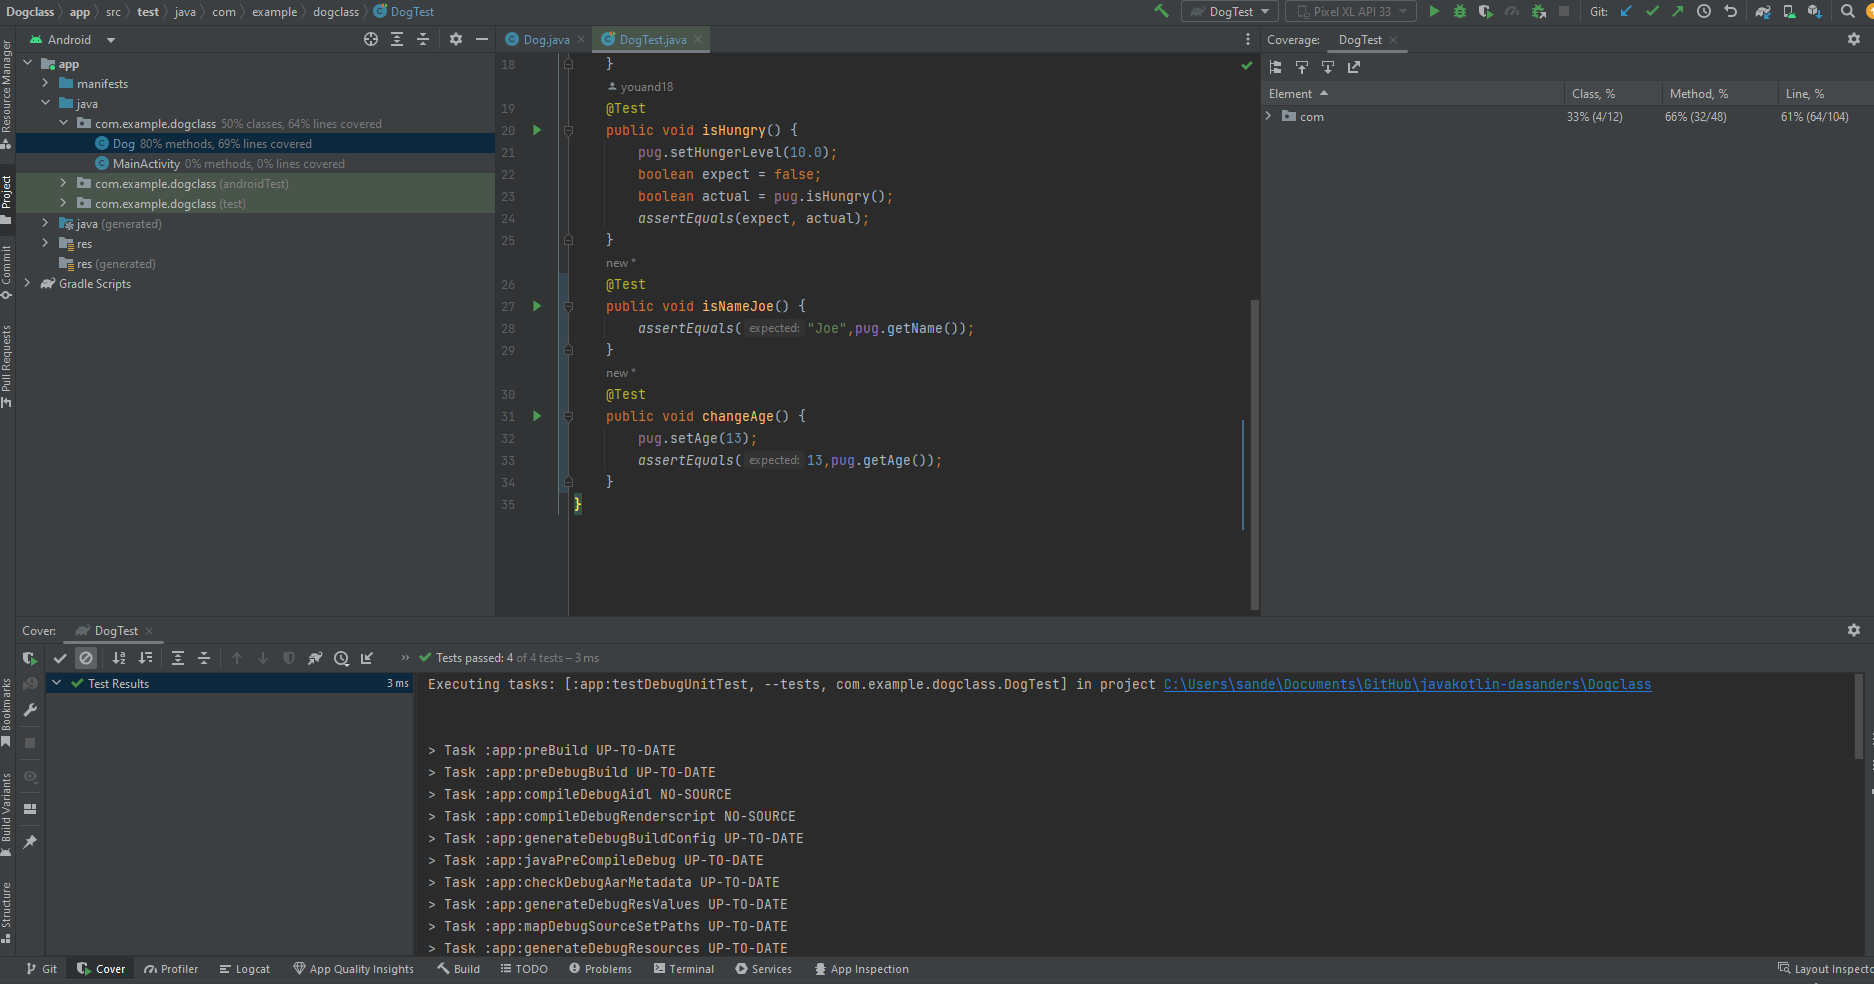 Dogclass app src test java com example dogclass DogTest
DogTest Pixel XL API 33 Git:
Android
app
manifests
java
com.example.dogclass 50% classes, 64% lines covered
Dog 80% methods, 69% lines covered
MainActivity 0% methods, 0% lines covered
com.example.dogclass (androidTest)
com.example.dogclass (test)
java (generated)
res
res (generated)
Gradle Scripts
Resource Manager
Project
Commit
Pull Requests
Bookmarks
Build Variants
Structure
Dog.java DogTest.java
18 }
youand18
19 @Test
20 public void isHungry() {
21 pug.setHungerLevel(10.0);
22 boolean expect = false;
23 boolean actual = pug.isHungry();
24 assertEquals(expect, actual);
25 }
new *
26 @Test
27 public void isNameJoe() {
28 assertEquals( expected: "Joe",pug.getName());
29 }
new *
30 @Test
31 public void changeAge() {
32 pug.setAge(13);
33 assertEquals( expected: 13,pug.getAge());
34 }
35 }
Coverage: DogTest
Element Class, % Method, % Line, %
com 33% (4/12) 66% (32/48) 61% (64/104)
Cover: DogTest
Tests passed: 4 of 4 tests – 3 ms
Test Results 3 ms
Executing tasks: [:app:testDebugUnitTest, --tests, com.example.dogclass.DogTest] in project C:\Users\sande\Documents\GitHub\javakotlin-dasanders\Dogclass
> Task :app:preBuild UP-TO-DATE
> Task :app:preDebugBuild UP-TO-DATE
> Task :app:compileDebugAidl NO-SOURCE
> Task :app:compileDebugRenderscript NO-SOURCE
> Task :app:generateDebugBuildConfig UP-TO-DATE
> Task :app:javaPreCompileDebug UP-TO-DATE
> Task :app:checkDebugAarMetadata UP-TO-DATE
> Task :app:generateDebugResValues UP-TO-DATE
> Task :app:mapDebugSourceSetPaths UP-TO-DATE
> Task :app:generateDebugResources UP-TO-DATE
Git Cover Profiler Logcat App Quality Insights Build TODO Problems Terminal Services App Inspection Layout Inspecto